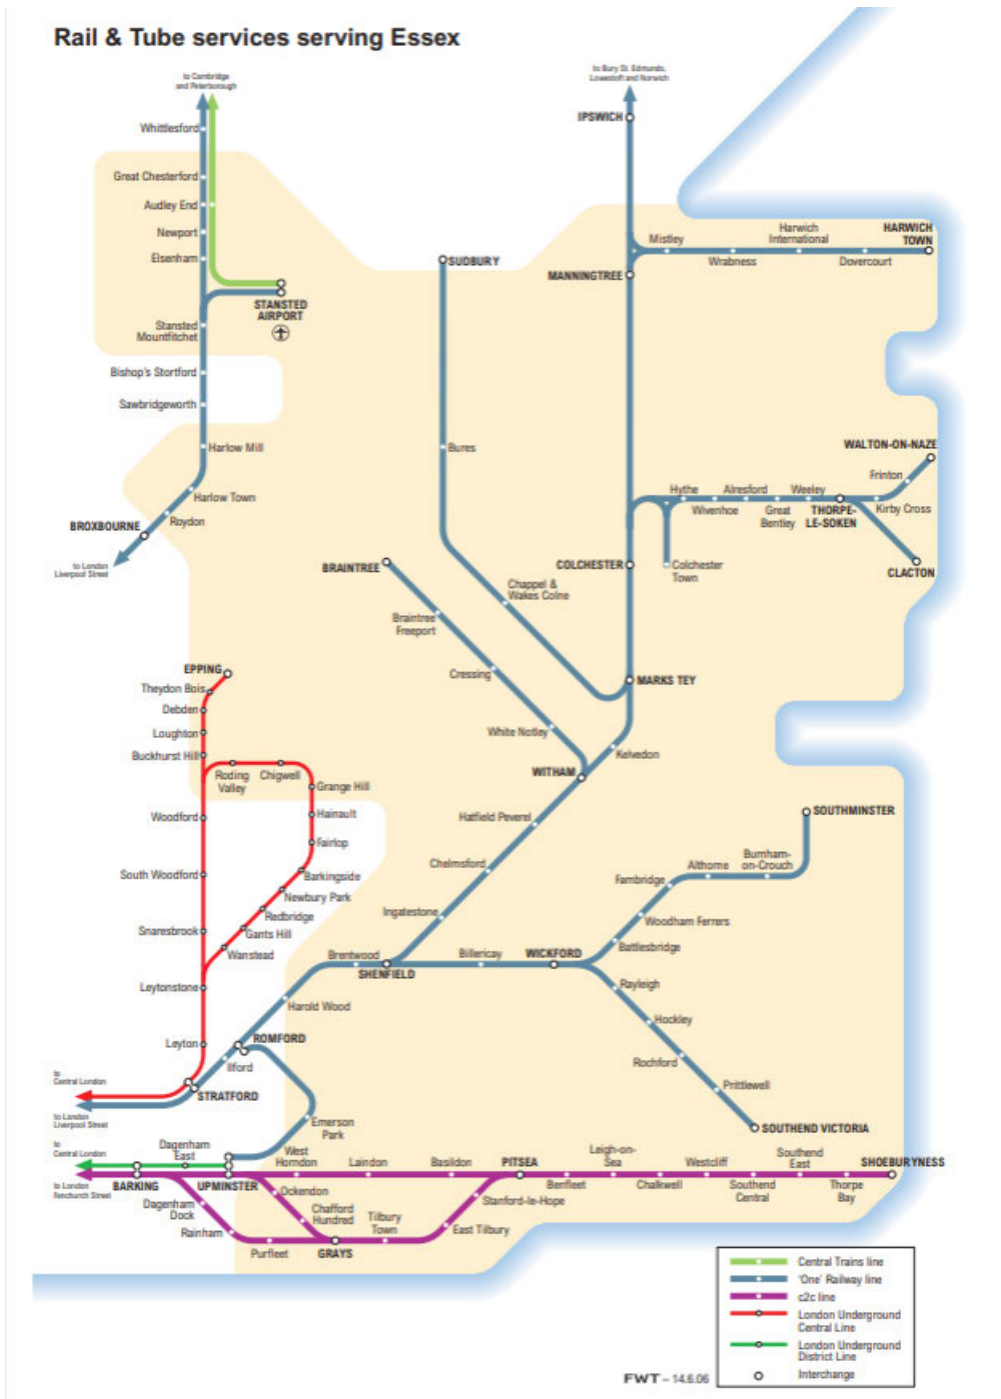 Rail & Tube services serving Essex
to Cambridge
and Peterborough
Whittlesford
Great Chesterford
Audley End
Newport
Elsenham
STANSTED
AIRPORT
Stansted
Mountfitchet
Bishop's Stortford
Sawbridgeworth
Harlow Mill
Harlow Town
Roydon
BROXBOURNE
to London
Liverpool Street
to Bury St. Edmunds,
Lowestoft and Norwich
IPSWICH
MANNINGTREE
Mistley
Wrabness
Harwich
International
Dovercourt
HARWICH
TOWN
SUDBURY
Bures
Chappel &
Wakes Colne
MARKS TEY
WALTON-ON-NAZE
Frinton
Kirby Cross
Hythe
Wivenhoe
Alresford
Great
Bentley
Weeley
THORPE-
LE-SOKEN
CLACTON
COLCHESTER
Colchester
Town
BRAINTREE
Braintree
Freeport
Cressing
White Notley
WITHAM
Kelvedon
Hatfield Peverel
Chelmsford
Ingatestone
EPPING
Theydon Bois
Debden
Loughton
Buckhurst Hill
Roding
Valley
Chigwell
Grange Hill
Hainault
Fairlop
Barkingside
Newbury Park
Redbridge
Gants Hill
Wanstead
Woodford
South Woodford
Snaresbrook
Leytonstone
Leyton
SOUTHMINSTER
Burnham-
on-Crouch
Althorne
Fambridge
Woodham Ferrers
Battlesbridge
Brentwood
SHENFIELD
Billericay
WICKFORD
Rayleigh
Hockley
Rochford
Prittlewell
SOUTHEND VICTORIA
Harold Wood
ROMFORD
Ilford
STRATFORD
to
Central London
to London
Liverpool Street
Emerson
Park
to
Central London
to London
Fenchurch Street
BARKING
Dagenham
East
UPMINSTER
West
Horndon
Laindon
Basildon
PITSEA
Benfleet
Leigh-on-
Sea
Chalkwell
Westcliff
Southend
Central
Southend
East
Thorpe
Bay
SHOEBURYNESS
Dagenham
Dock
Rainham
Purfleet
Ockendon
Chafford
Hundred
GRAYS
Tilbury
Town
East Tilbury
Stanford-le-Hope
Central Trains line
'One' Railway line
c2c line
London Underground
Central Line
London Underground
District Line
Interchange
FWT – 14.6.06